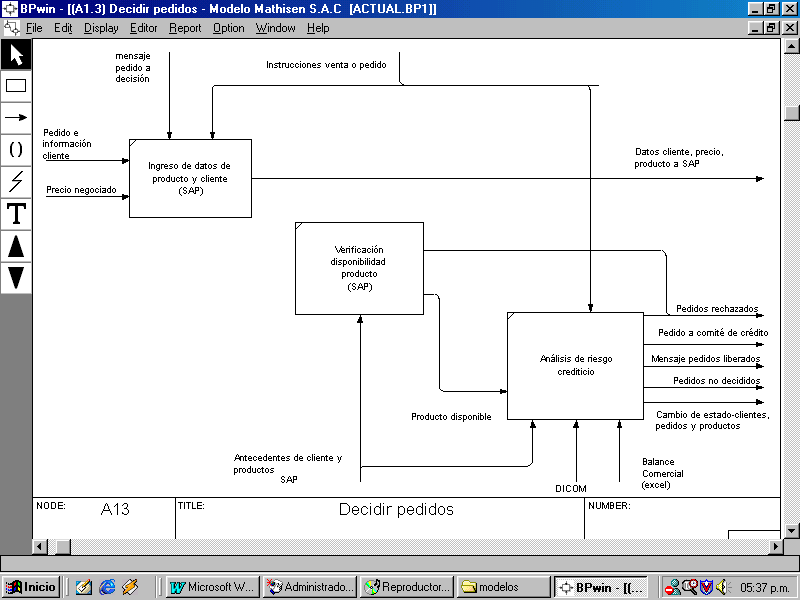 BPwin - [(A1.3) Decidir pedidos - Modelo Mathisen S.A.C [ACTUAL.BP1]]
File Edit Display Editor Report Option Window Help
mensaje
pedido a
decisión
Instrucciones venta o pedido
Pedido e
información
cliente
Precio negociado
Ingreso de datos de
producto y cliente
(SAP)
Datos cliente, precio,
producto a SAP
Verificación
disponibilidad
producto
(SAP)
Pedidos rechazados
Pedido a comité de crédito
Análisis de riesgo
crediticio
Mensaje pedidos liberados
Pedidos no decididos
Producto disponible
Cambio de estado-clientes,
pedidos y productos
Antecedentes de cliente y
productos
SAP
DICOM
Balance
Comercial
(excel)
NODE: A13
TITLE: Decidir pedidos
NUMBER:
Inicio
Microsoft W...
Administrado...
Reproductor...
modelos
BPwin - [(...
05:37 p.m.